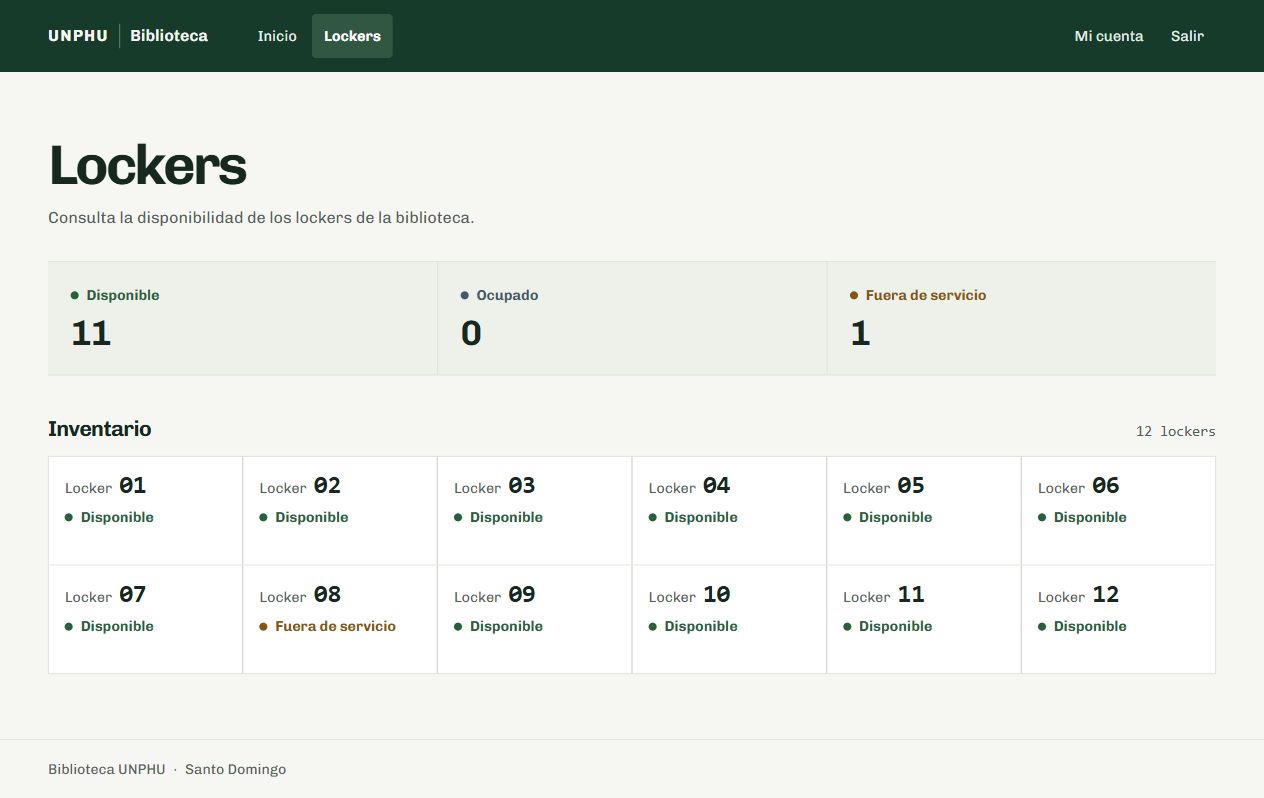 UNPHU Biblioteca Inicio Lockers Mi cuenta Salir
Lockers
Consulta la disponibilidad de los lockers de la biblioteca.
Disponible Ocupado Fuera de servicio
11 0 1
Inventario 12 lockers
Locker 01 Locker 02 Locker 03 Locker 04 Locker 05 Locker 06
Disponible Disponible Disponible Disponible Disponible Disponible
Locker 07 Locker 08 Locker 09 Locker 10 Locker 11 Locker 12
Disponible Fuera de servicio Disponible Disponible Disponible Disponible
Biblioteca UNPHU · Santo Domingo